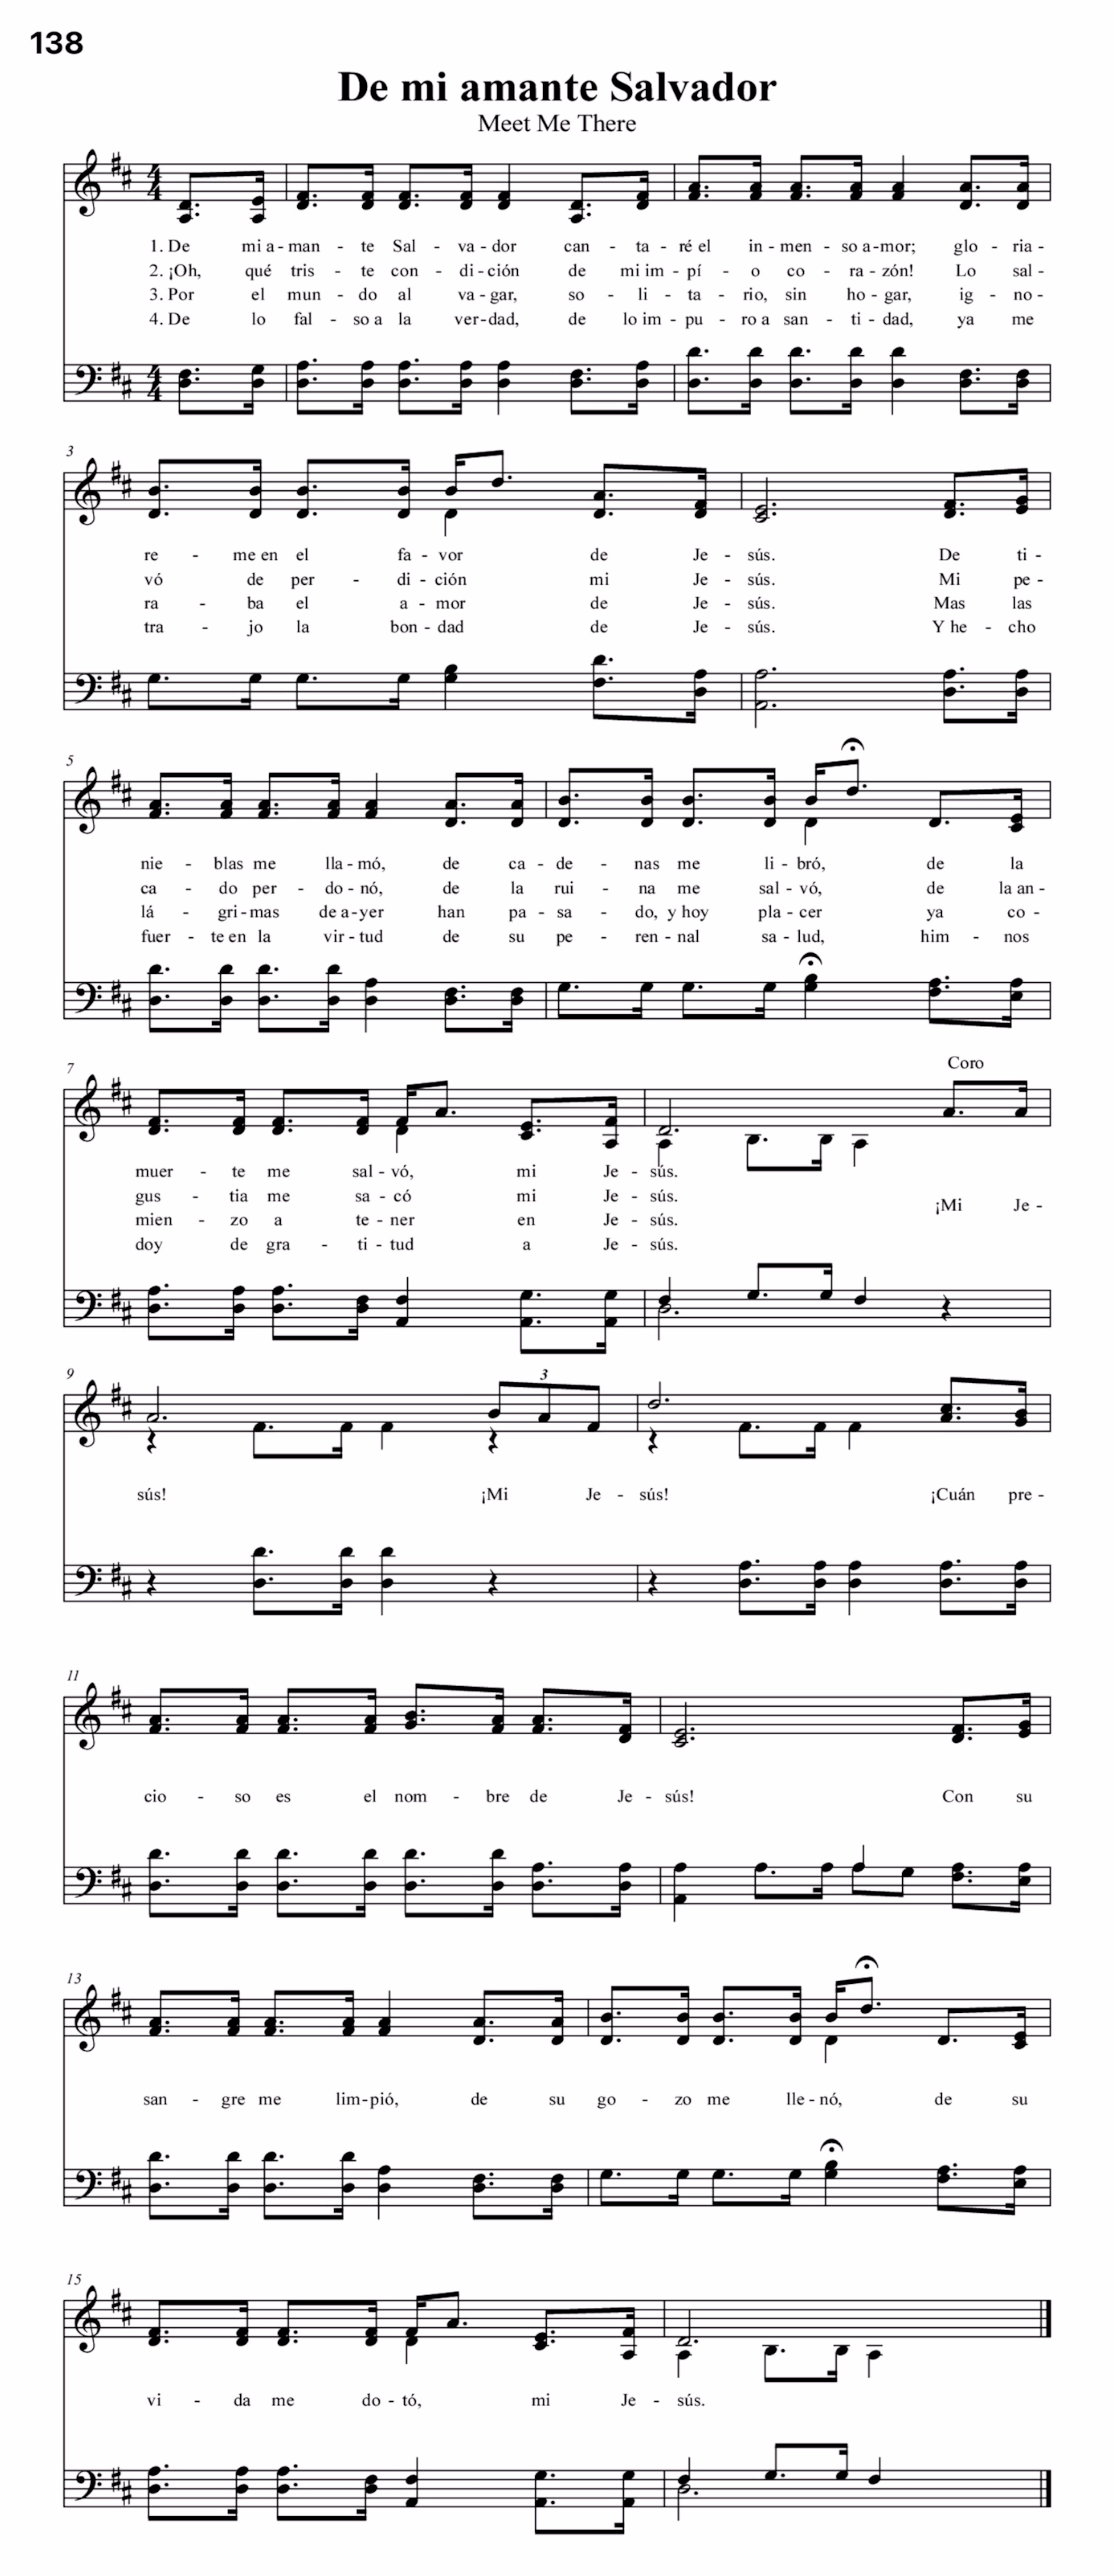 138
De mi amante Salvador
Meet Me There
1. De mi a - man - te Sal - va - dor can - ta - ré el in - men - so a - mor; glo - ria -
2. ¡Oh, qué tris - te con - di - ción de mi im - pí - o co - ra - zón! Lo sal -
3. Por el mun - do al va - gar, so - li - ta - rio, sin ho - gar, ig - no -
4. De lo fal - so a la ver - dad, de lo im - pu - ro a san - ti - dad, ya me
3
re - me en el fa - vor de Je - sús. De ti -
vó de per - di - ción mi Je - sús. Mi pe -
ra - ba el a - mor de Je - sús. Mas las
tra - jo la bon - dad de Je - sús. Y he - cho
5
nie - blas me lla - mó, de ca - de - nas me li - bró, de la
ca - do per - do - nó, de la rui - na me sal - vó, de la an -
lá - gri - mas de a - yer han pa - sa - do, y hoy pla - cer ya co -
fuer - te en la vir - tud de su pe - ren - nal sa - lud, him - nos
7
Coro
muer - te me sal - vó, mi Je - sús.
gus - tia me sa - có mi Je - sús.
¡Mi Je -
mien - zo a te - ner en Je - sús.
doy de gra - ti - tud a Je - sús.
9
3
sús! ¡Mi Je - sús! ¡Cuán pre -
11
cio - so es el nom - bre de Je - sús! Con su
13
san - gre me lim - pió, de su go - zo me lle - nó, de su
15
vi - da me do - tó, mi Je - sús.